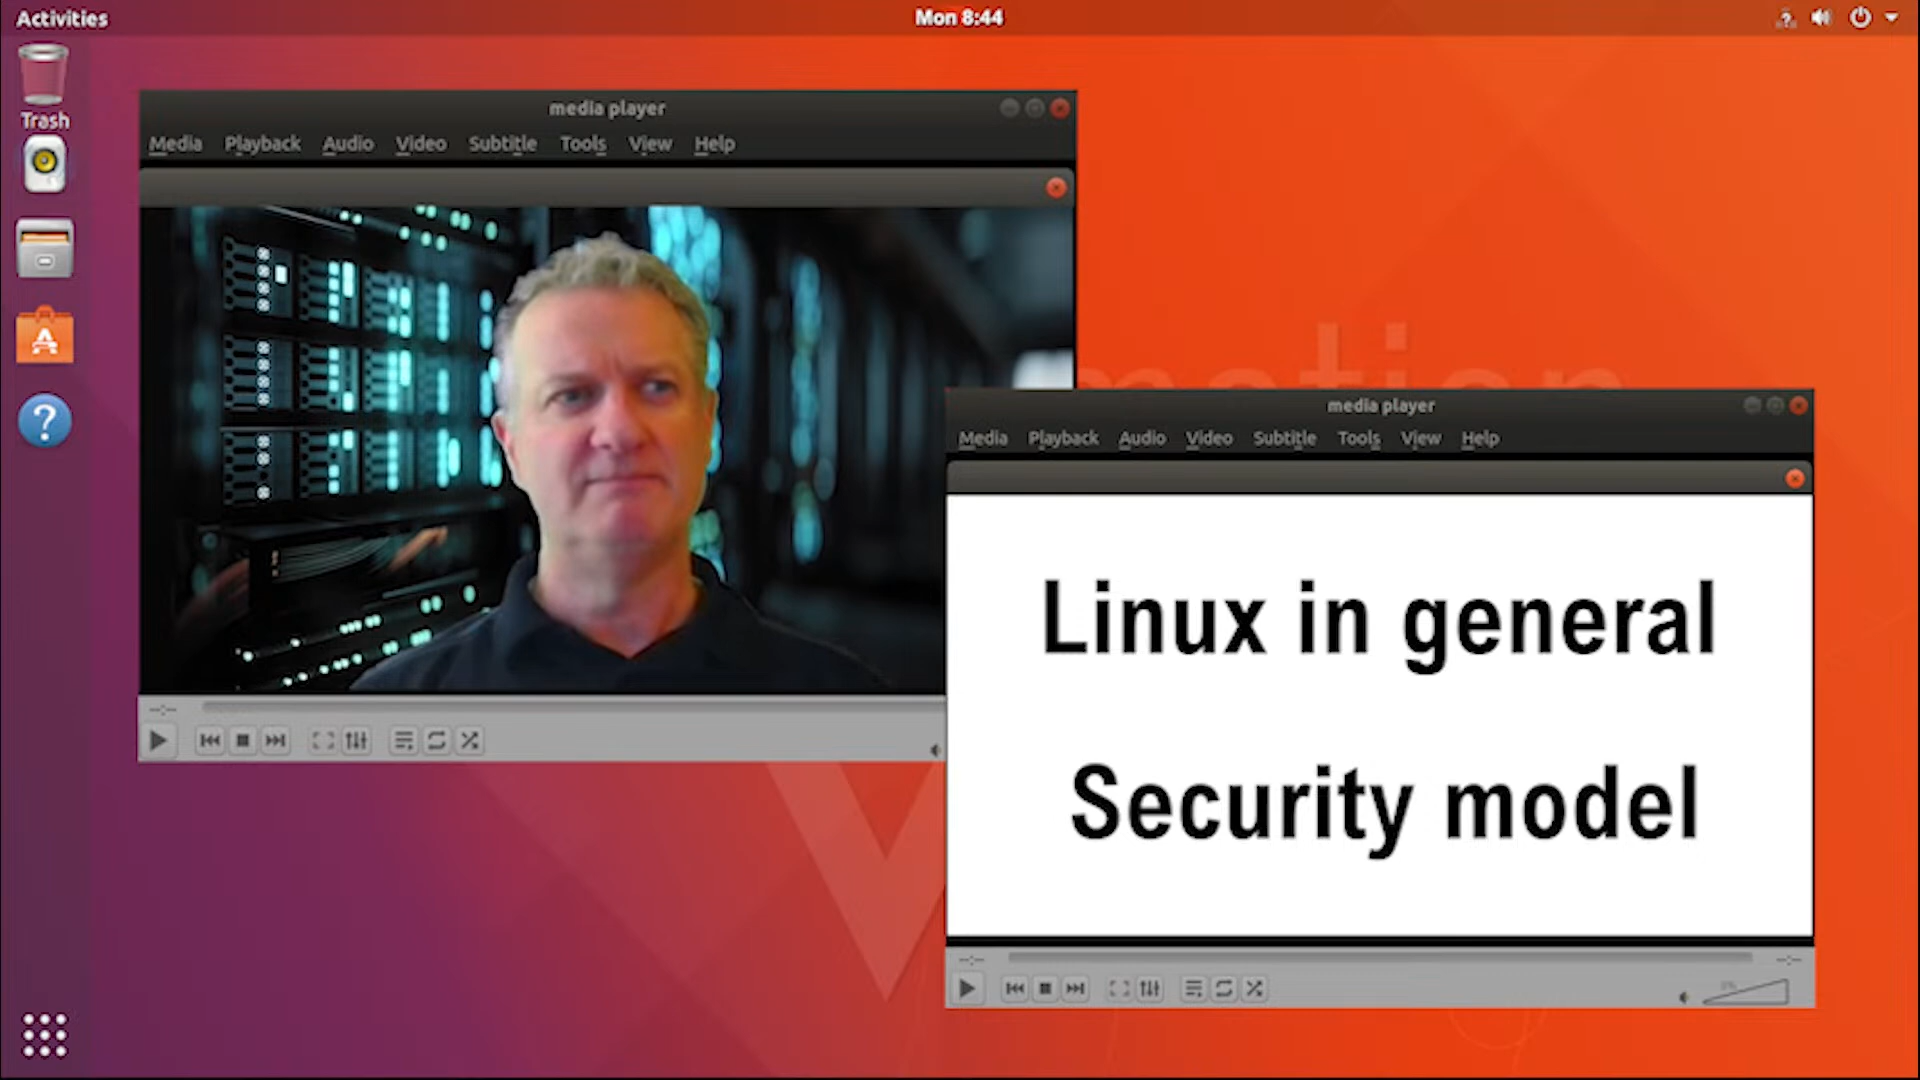 Activities
Mon 8:44
Trash
media player
Media Playback Audio Video Subtitle Tools View Help
motion
media player
Media Playback Audio Video Subtitle Tools View Help
Linux in general
Security model